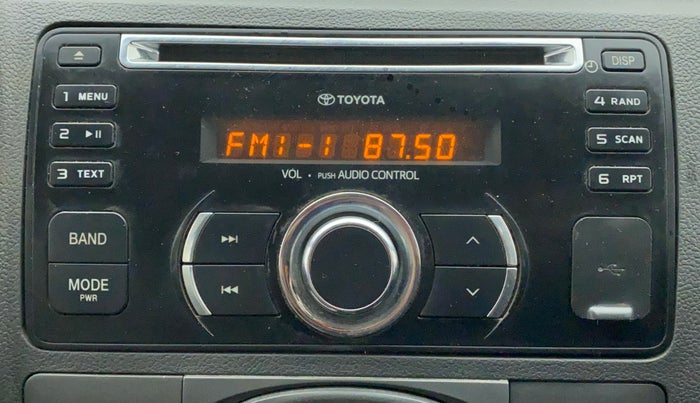 DISP
1 MENU
4 RAND
TOYOTA
2
5 SCAN
FM1-1 87.50
3 TEXT
VOL • PUSH AUDIO CONTROL
6 RPT
BAND
MODE
PWR